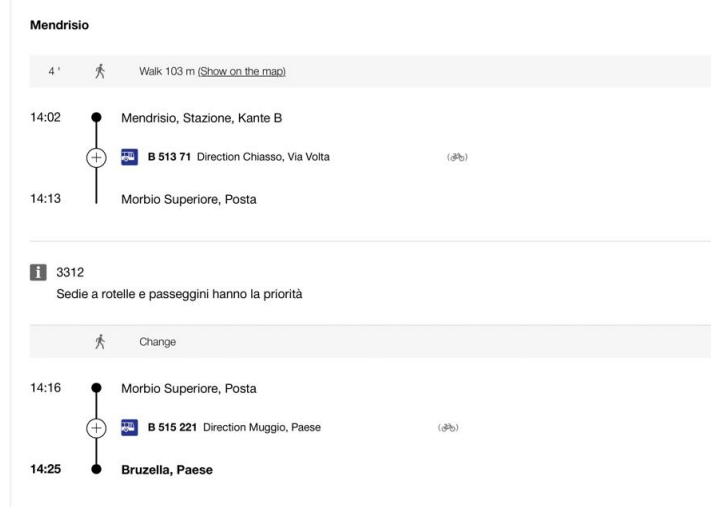 Mendrisio
4 ' Walk 103 m (Show on the map)
14:02 Mendrisio, Stazione, Kante B
B 513 71 Direction Chiasso, Via Volta
14:13 Morbio Superiore, Posta
i 3312
Sedie a rotelle e passeggini hanno la priorità
Change
14:16 Morbio Superiore, Posta
B 515 221 Direction Muggio, Paese
14:25 Bruzella, Paese